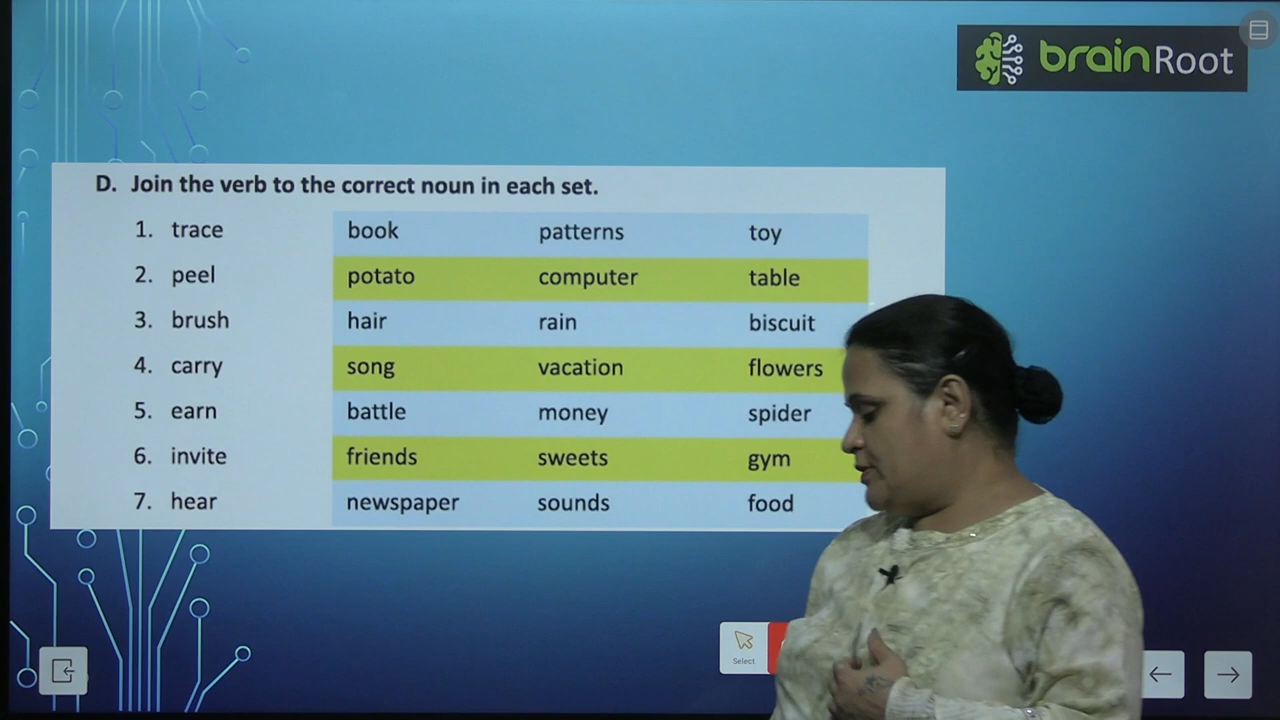 brainRoot
D. Join the verb to the correct noun in each set.
1. trace book patterns toy
2. peel potato computer table
3. brush hair rain biscuit
4. carry song vacation flowers
5. earn battle money spider
6. invite friends sweets gym
7. hear newspaper sounds food
Select